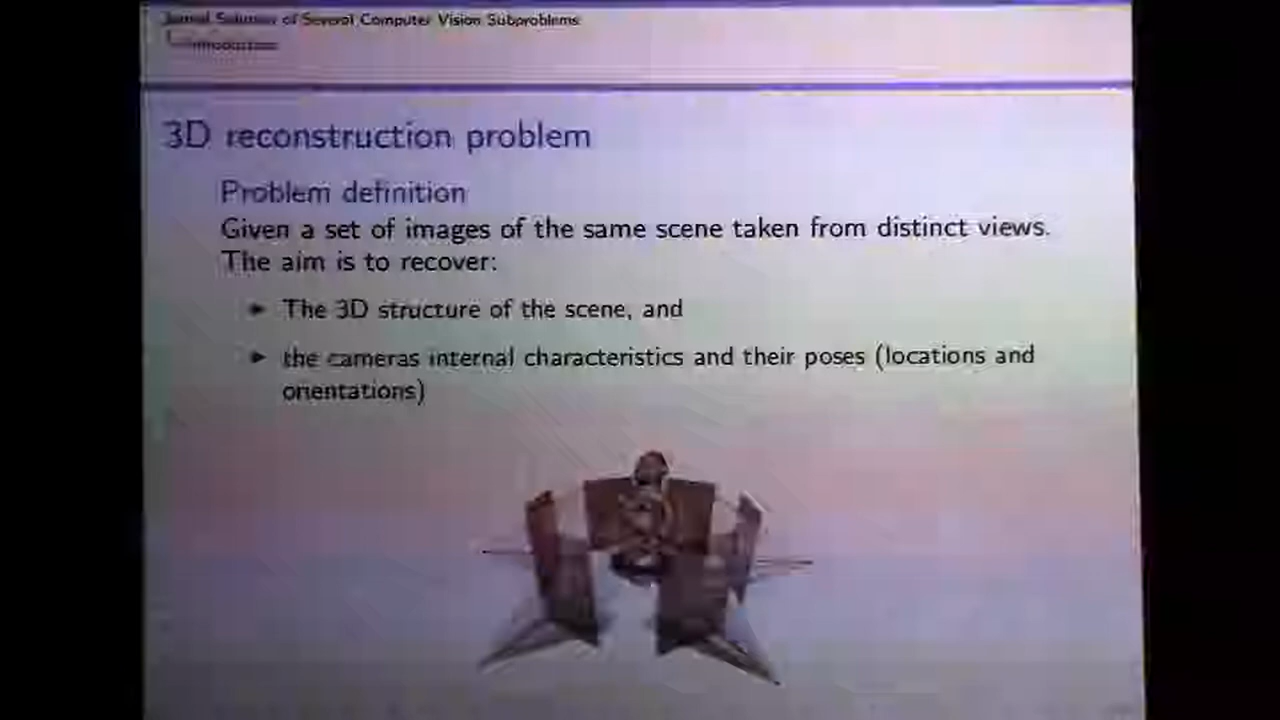 of Several Computer Vision Subproblems
Introduction
3D reconstruction problem
Problem definition
Given a set of images of the same scene taken from distinct views.
The aim is to recover:
► The 3D structure of the scene, and
► the cameras internal characteristics and their poses (locations and
orientations)